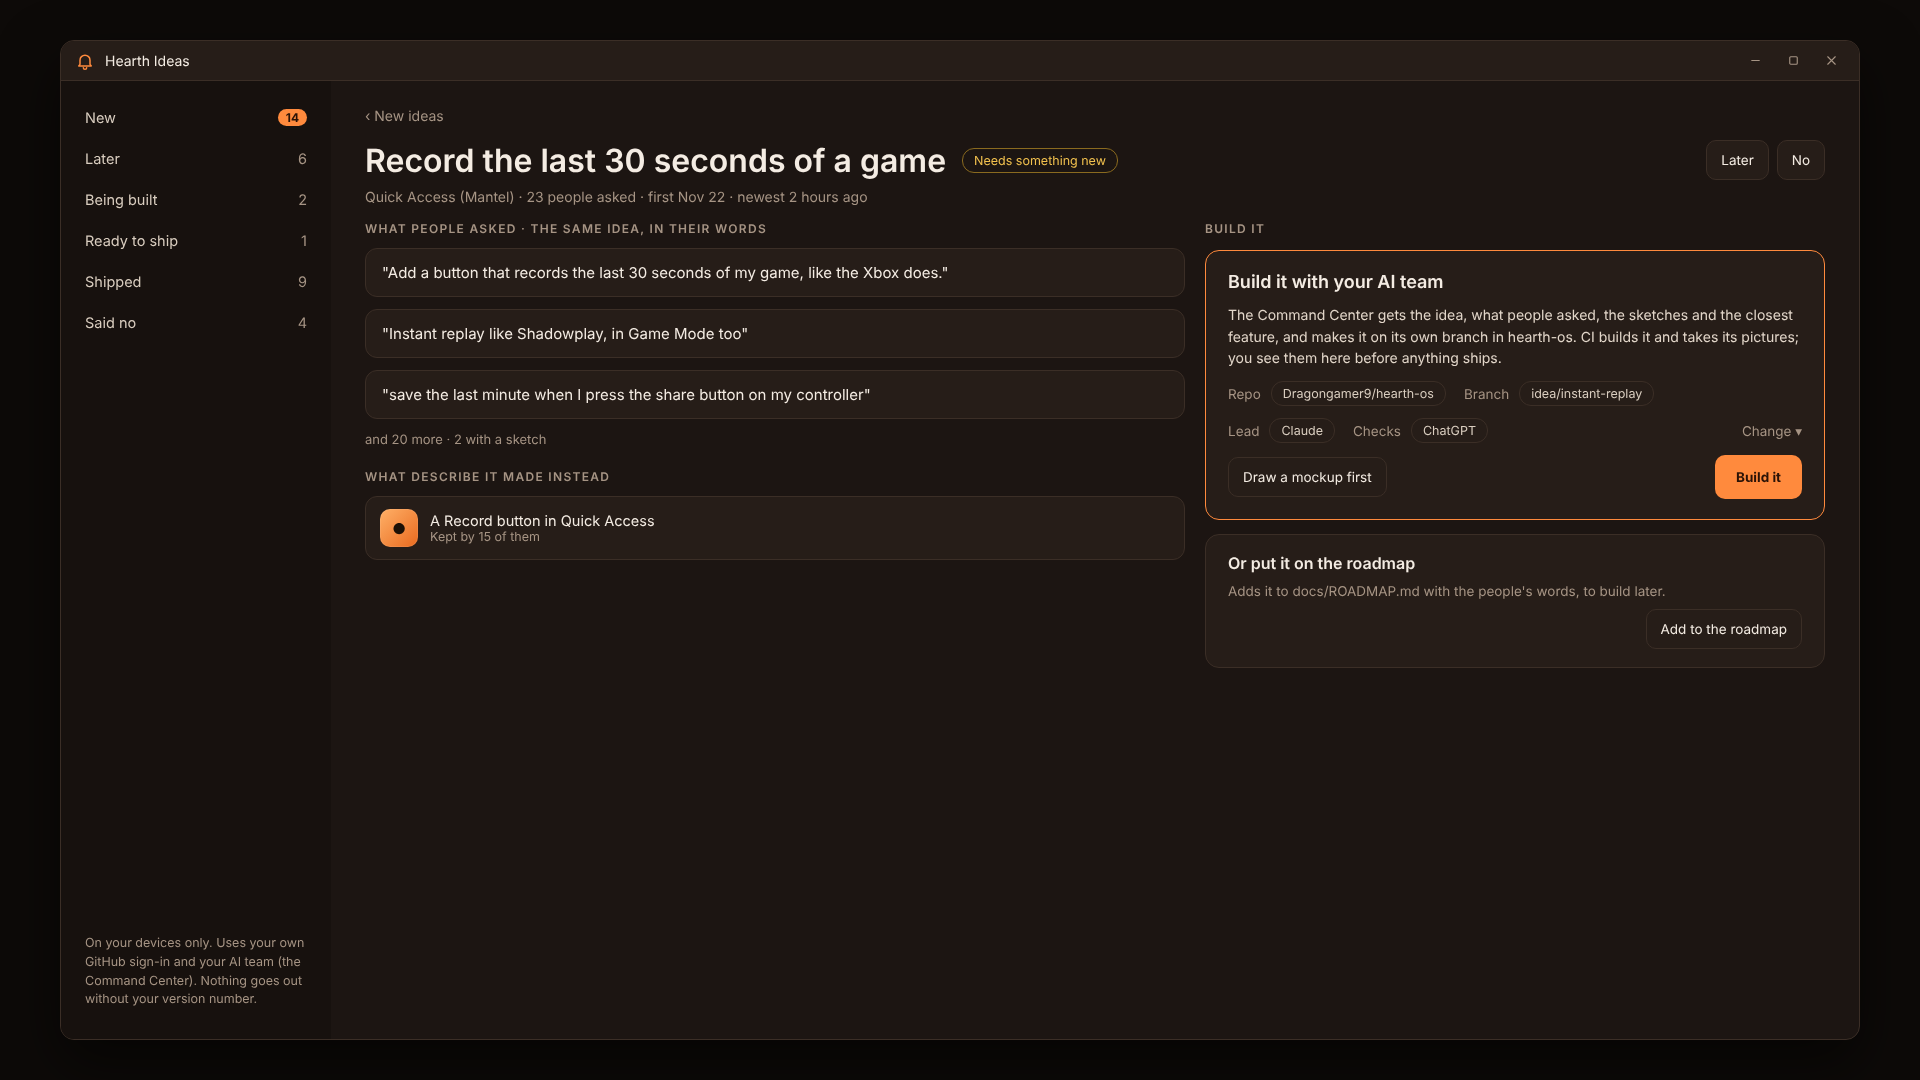 Hearth Ideas
New 14
Later 6
Being built 2
Ready to ship 1
Shipped 9
Said no 4
On your devices only. Uses your own
GitHub sign-in and your AI team (the
Command Center). Nothing goes out
without your version number.
‹ New ideas
Record the last 30 seconds of a game
Needs something new
Later
No
Quick Access (Mantel) · 23 people asked · first Nov 22 · newest 2 hours ago
WHAT PEOPLE ASKED · THE SAME IDEA, IN THEIR WORDS
"Add a button that records the last 30 seconds of my game, like the Xbox does."
"Instant replay like Shadowplay, in Game Mode too"
"save the last minute when I press the share button on my controller"
and 20 more · 2 with a sketch
WHAT DESCRIBE IT MADE INSTEAD
A Record button in Quick Access
Kept by 15 of them
BUILD IT
Build it with your AI team
The Command Center gets the idea, what people asked, the sketches and the closest
feature, and makes it on its own branch in hearth-os. CI builds it and takes its pictures;
you see them here before anything ships.
Repo Dragongamer9/hearth-os Branch idea/instant-replay
Lead Claude Checks ChatGPT Change ▾
Draw a mockup first
Build it
Or put it on the roadmap
Adds it to docs/ROADMAP.md with the people's words, to build later.
Add to the roadmap